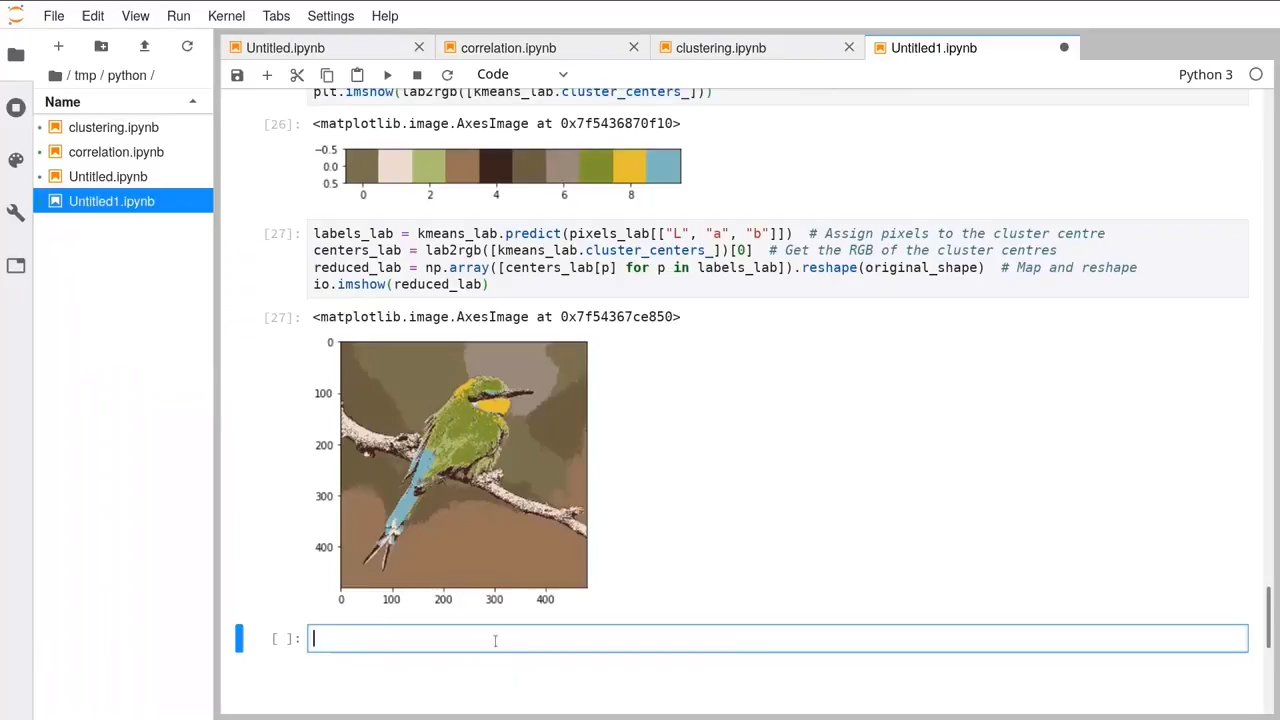 File Edit View Run Kernel Tabs Settings Help
/ tmp / python /
Name
clustering.ipynb
correlation.ipynb
Untitled.ipynb
Untitled1.ipynb
Untitled.ipynb correlation.ipynb clustering.ipynb Untitled1.ipynb
Code Python 3
plt.imshow(lab2rgb([kmeans_lab.cluster_centers_]))
[26]: <matplotlib.image.AxesImage at 0x7f5436870f10>
−0.5
0.0
0.5
0 2 4 6 8
[27]: labels_lab = kmeans_lab.predict(pixels_lab[["L", "a", "b"]])  # Assign pixels to the cluster centre
centers_lab = lab2rgb([kmeans_lab.cluster_centers_])[0]  # Get the RGB of the cluster centres
reduced_lab = np.array([centers_lab[p] for p in labels_lab]).reshape(original_shape)  # Map and reshape
io.imshow(reduced_lab)
[27]: <matplotlib.image.AxesImage at 0x7f54367ce850>
0
100
200
300
400
0 100 200 300 400
[ ]: